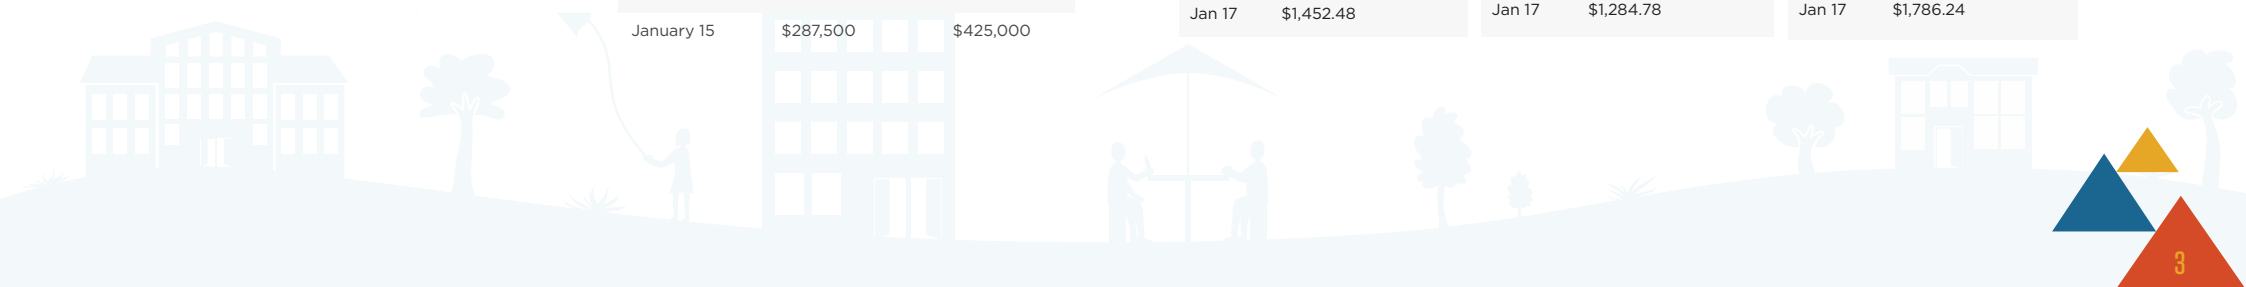 January 15 $287,500 $425,000
Jan 17 $1,452.48
Jan 17 $1,284.78
Jan 17 $1,786.24
3